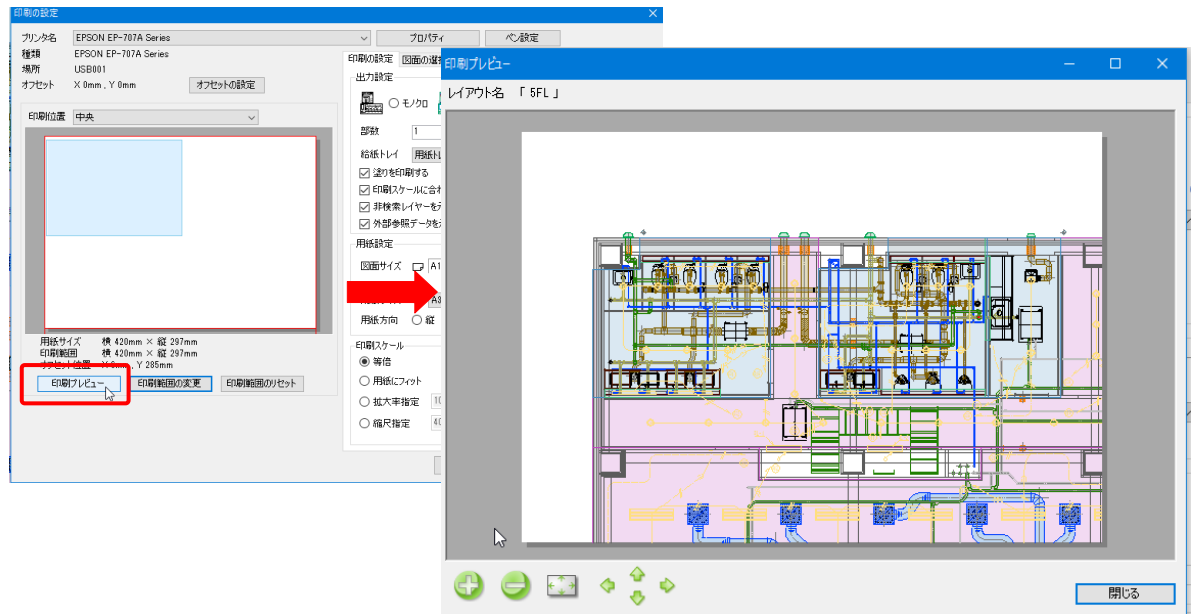 印刷の設定
プリンタ名 EPSON EP-707A Series プロパティ ペン設定
種類 EPSON EP-707A Series
場所 USB001
オフセット X 0mm , Y 0mm オフセットの設定
印刷位置 中央
用紙サイズ 横 420mm × 縦 297mm
印刷範囲 横 420mm × 縦 297mm
Y 285mm
印刷プレビュー 印刷範囲の変更 印刷範囲のリセット
印刷の設定 図面の選
出力設定
モノクロ
部数 1
給紙トレイ 用紙ト
塗りを印刷する
印刷スケールに合わ
非検索レイヤーを
外部参照データを
用紙設定
図面サイズ A1
A3
用紙方向 縦
印刷スケール
等倍
用紙にフィット
拡大率指定 10
縮尺指定 40
印刷プレビュー
レイアウト名 「 5FL 」
閉じる